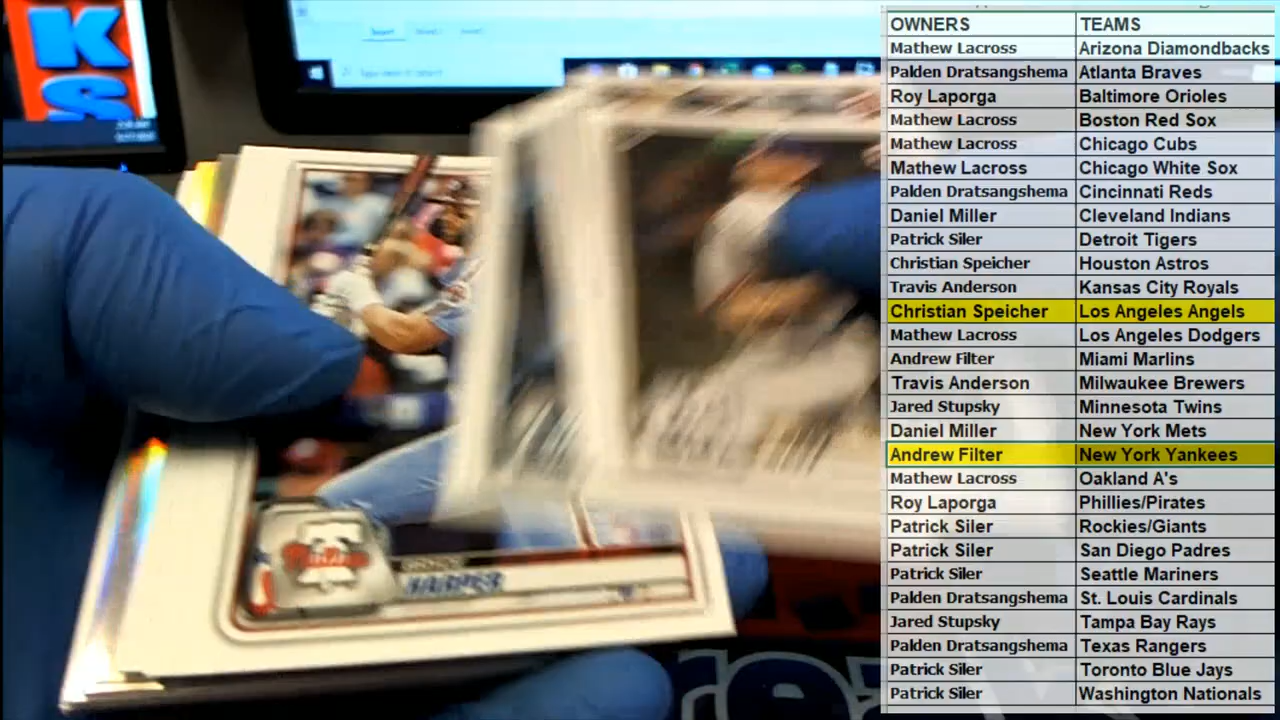 KS
OWNERS TEAMS
Mathew Lacross Arizona Diamondbacks
Palden Dratsangshema Atlanta Braves
Roy Laporga Baltimore Orioles
Mathew Lacross Boston Red Sox
Mathew Lacross Chicago Cubs
Mathew Lacross Chicago White Sox
Palden Dratsangshema Cincinnati Reds
Daniel Miller Cleveland Indians
Patrick Siler Detroit Tigers
Christian Speicher Houston Astros
Travis Anderson Kansas City Royals
Christian Speicher Los Angeles Angels
Mathew Lacross Los Angeles Dodgers
Andrew Filter Miami Marlins
Travis Anderson Milwaukee Brewers
Jared Stupsky Minnesota Twins
Daniel Miller New York Mets
Andrew Filter New York Yankees
Mathew Lacross Oakland A's
Roy Laporga Phillies/Pirates
Patrick Siler Rockies/Giants
Patrick Siler San Diego Padres
Patrick Siler Seattle Mariners
Palden Dratsangshema St. Louis Cardinals
Jared Stupsky Tampa Bay Rays
Palden Dratsangshema Texas Rangers
Patrick Siler Toronto Blue Jays
Patrick Siler Washington Nationals
Phillies
HARPER